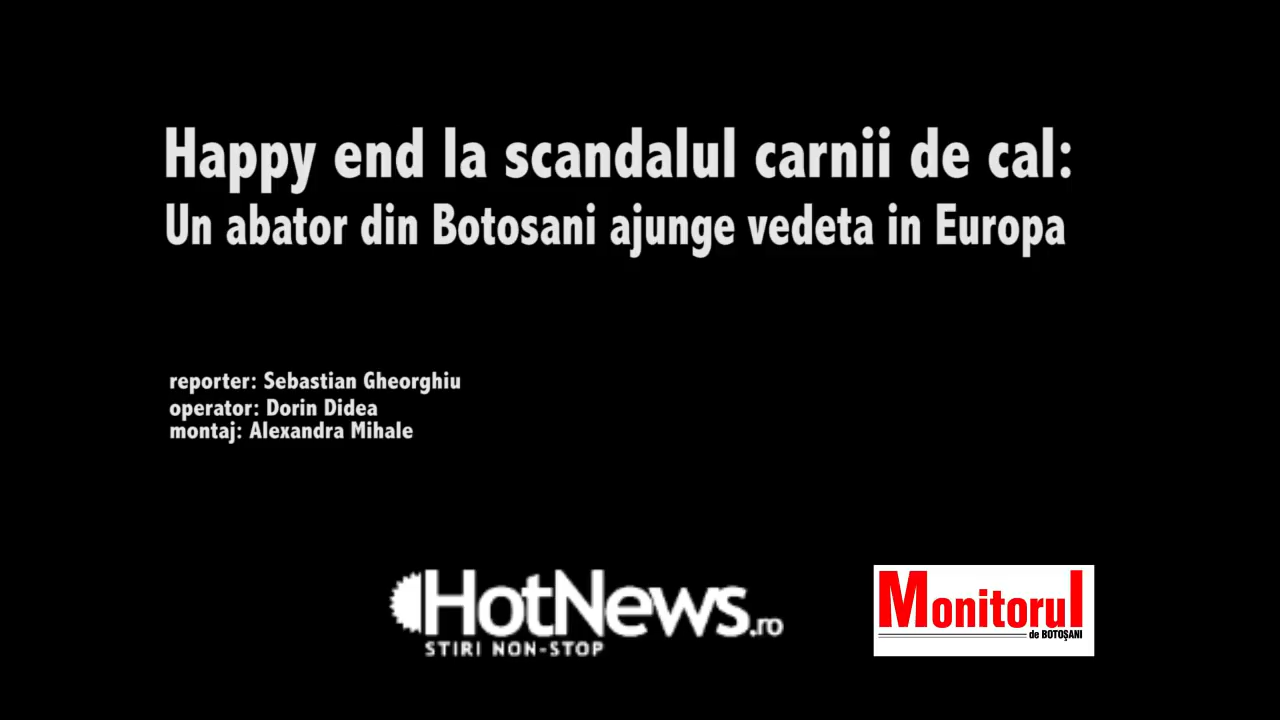 Happy end la scandalul carnii de cal:
Un abator din Botosani ajunge vedeta in Europa
reporter: Sebastian Gheorghiu
operator: Dorin Didea
montaj: Alexandra Mihale
HotNews.ro
STIRI NON-STOP
Monitorul
de BOTOŞANI